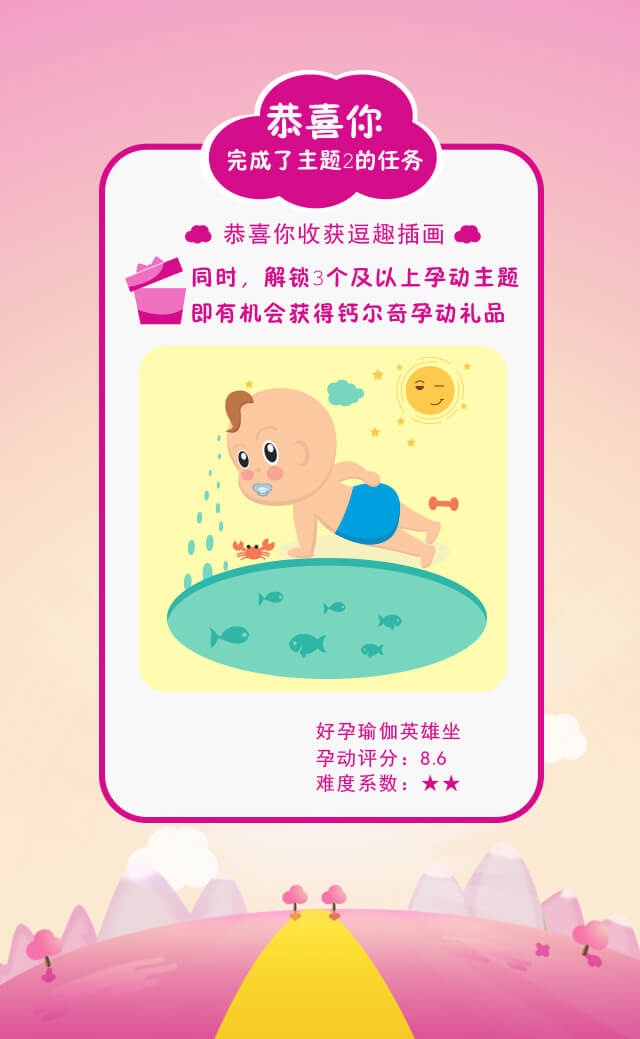 恭喜你
完成了主题2的任务
恭喜你收获逗趣插画
同时，解锁3个及以上孕动主题
即有机会获得钙尔奇孕动礼品
好孕瑜伽英雄坐
孕动评分：8.6
难度系数：★★